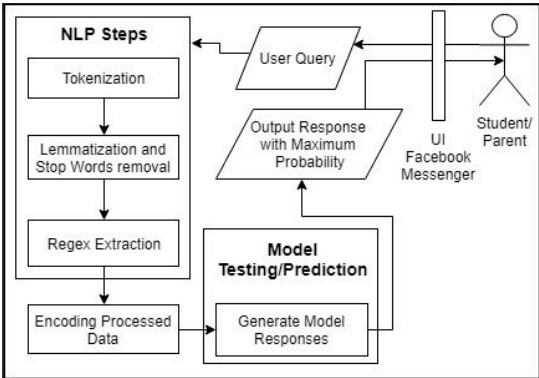 NLP Steps
Tokenization
Lemmatization and
Stop Words removal
Regex Extraction
Encoding Processed
Data
User Query
Output Response
with Maximum
Probability
UI
Facebook
Messenger
Student/
Parent
Model
Testing/Prediction
Generate Model
Responses